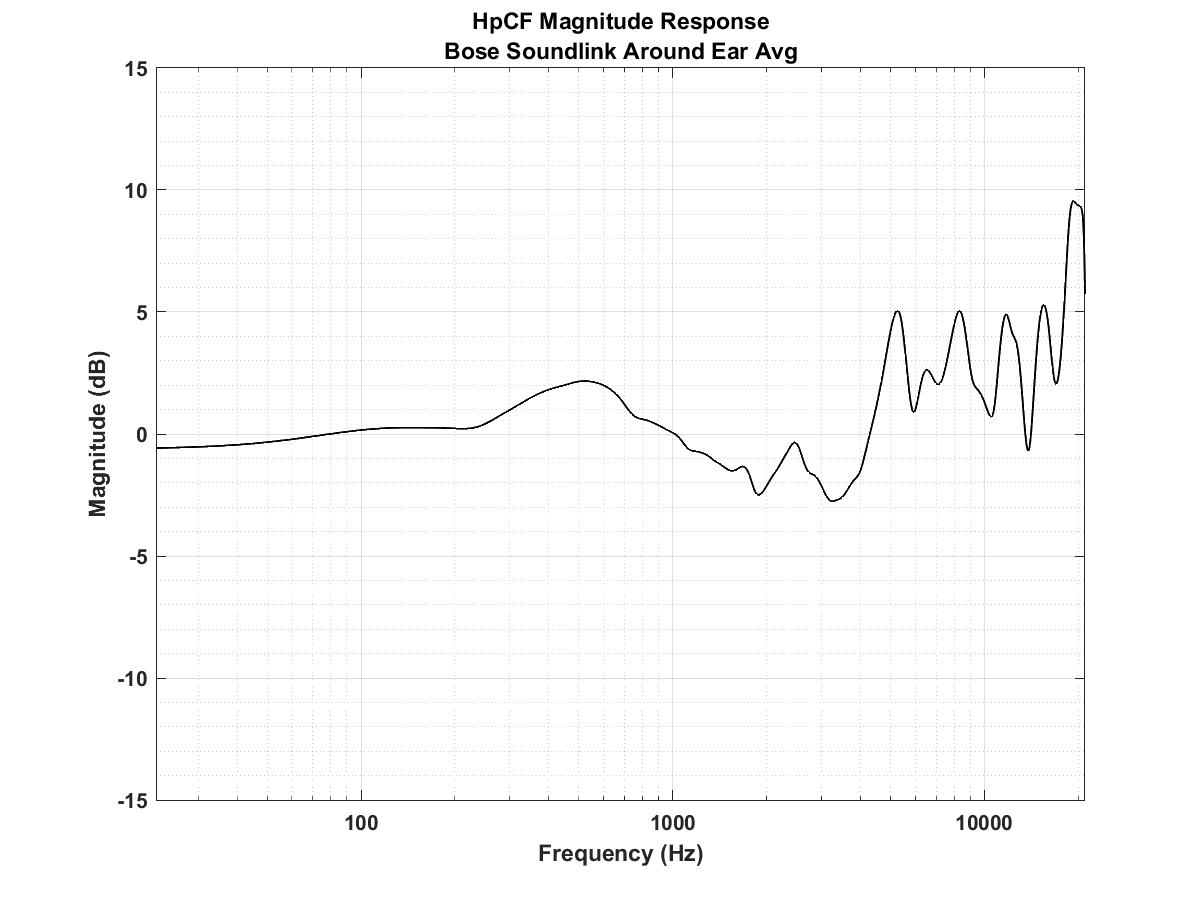 HpCF Magnitude Response
Bose Soundlink Around Ear Avg
15
10
5
0
-5
-10
-15
Magnitude (dB)
100
1000
10000
Frequency (Hz)